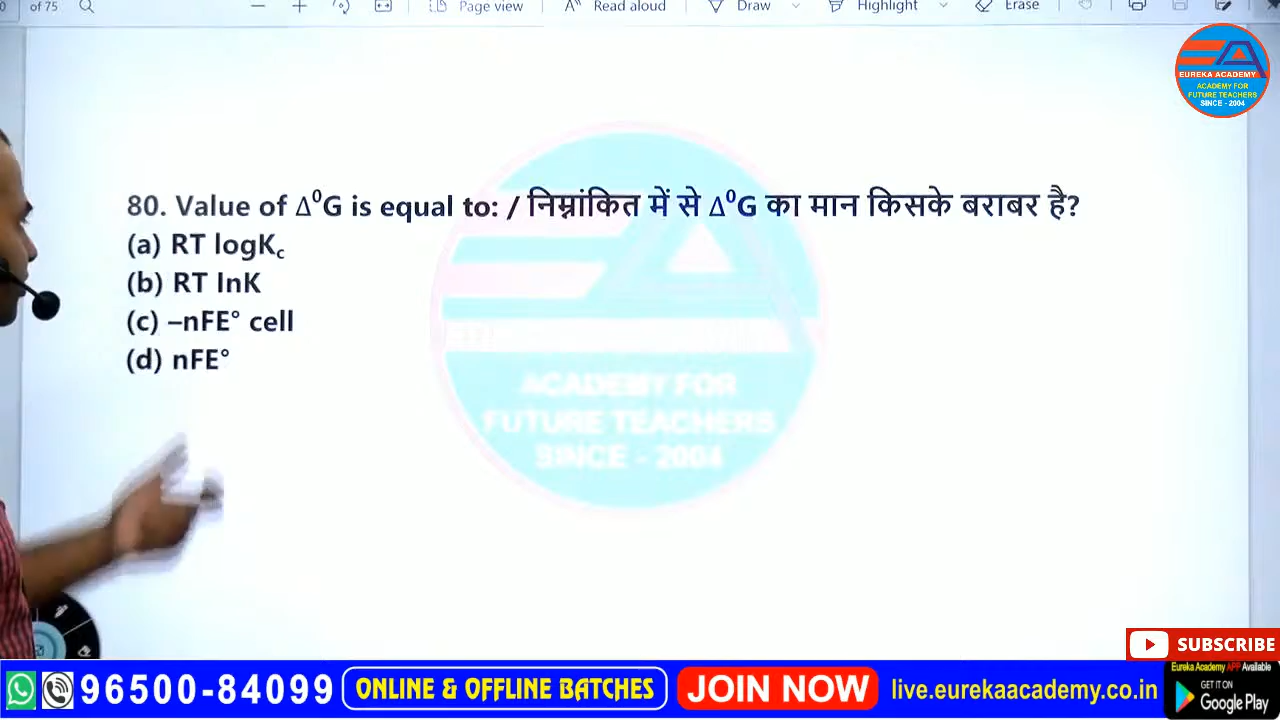 of 75
Page view
Read aloud
Draw
Highlight
Erase
EUREKA ACADEMY
ACADEMY FOR
FUTURE TEACHERS
SINCE - 2004
80. Value of Δ⁰G is equal to: / निम्नांकित में से Δ⁰G का मान किसके बराबर है?
(a) RT logK꜀
(b) RT lnK
(c) –nFE° cell
(d) nFE°
ACADEMY FOR
FUTURE TEACHERS
SINCE - 2004
SUBSCRIBE
96500-84099
ONLINE & OFFLINE BATCHES
JOIN NOW
live.eurekaacademy.co.in
Eureka Academy APP Available
GET IT ON
Google Play